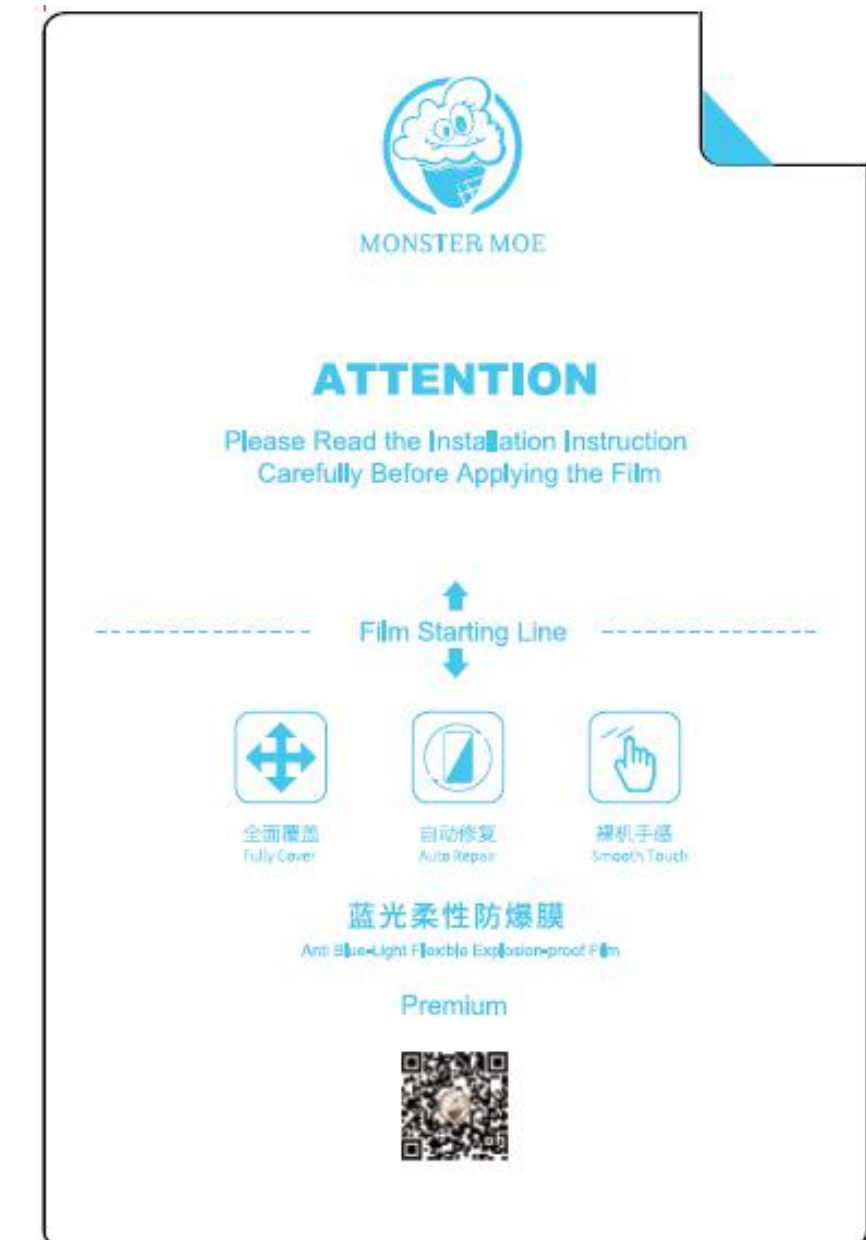 MONSTER MOE
ATTENTION
Please Read the Installation Instruction
Carefully Before Applying the Film
Film Starting Line
全面覆盖
Fully Cover
自动修复
Auto Repair
裸机手感
Smooth Touch
蓝光柔性防爆膜
Anti Blue-Light Flexible Explosion-proof Film
Premium